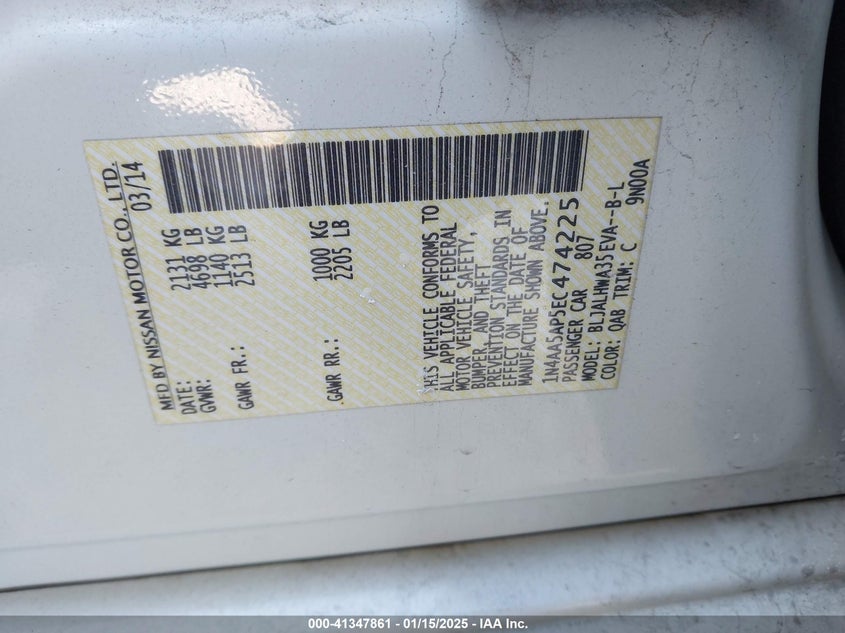 MFD BY NISSAN MOTOR CO., LTD.
DATE: 03/14
GVWR: 2131 KG
4698 LB
GAWR FR.: 1140 KG
2513 LB
GAWR RR.: 1000 KG
2205 LB
THIS VEHICLE CONFORMS TO
ALL APPLICABLE FEDERAL
MOTOR VEHICLE SAFETY,
BUMPER, AND THEFT
PREVENTION STANDARDS IN
EFFECT ON THE DATE OF
MANUFACTURE SHOWN ABOVE.
1N4AA5AP5EC474225
PASSENGER CAR 807
MODEL: BLJALHWA35EVA--B-L
COLOR: QAB TRIM: C 9N00A
000-41347861 - 01/15/2025 - IAA Inc.